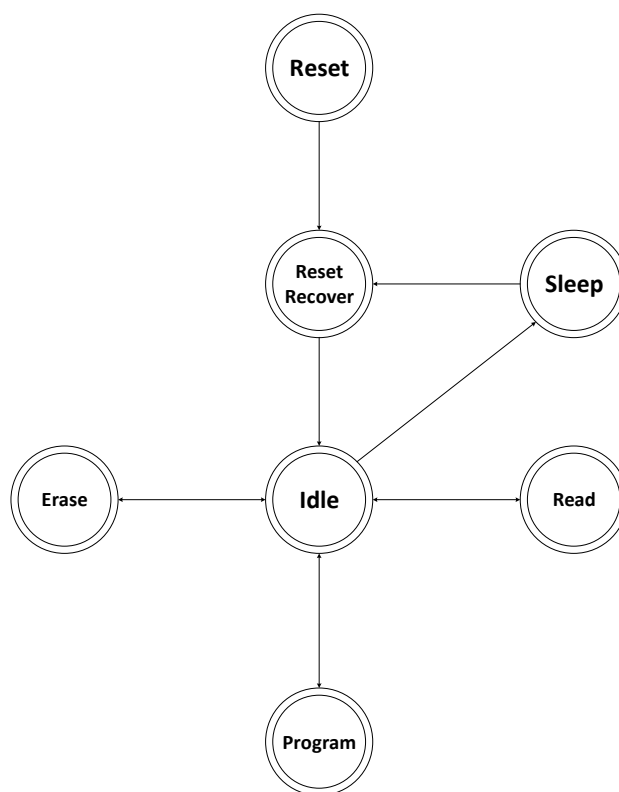 Reset
Reset
Recover
Sleep
Erase
Idle
Read
Program